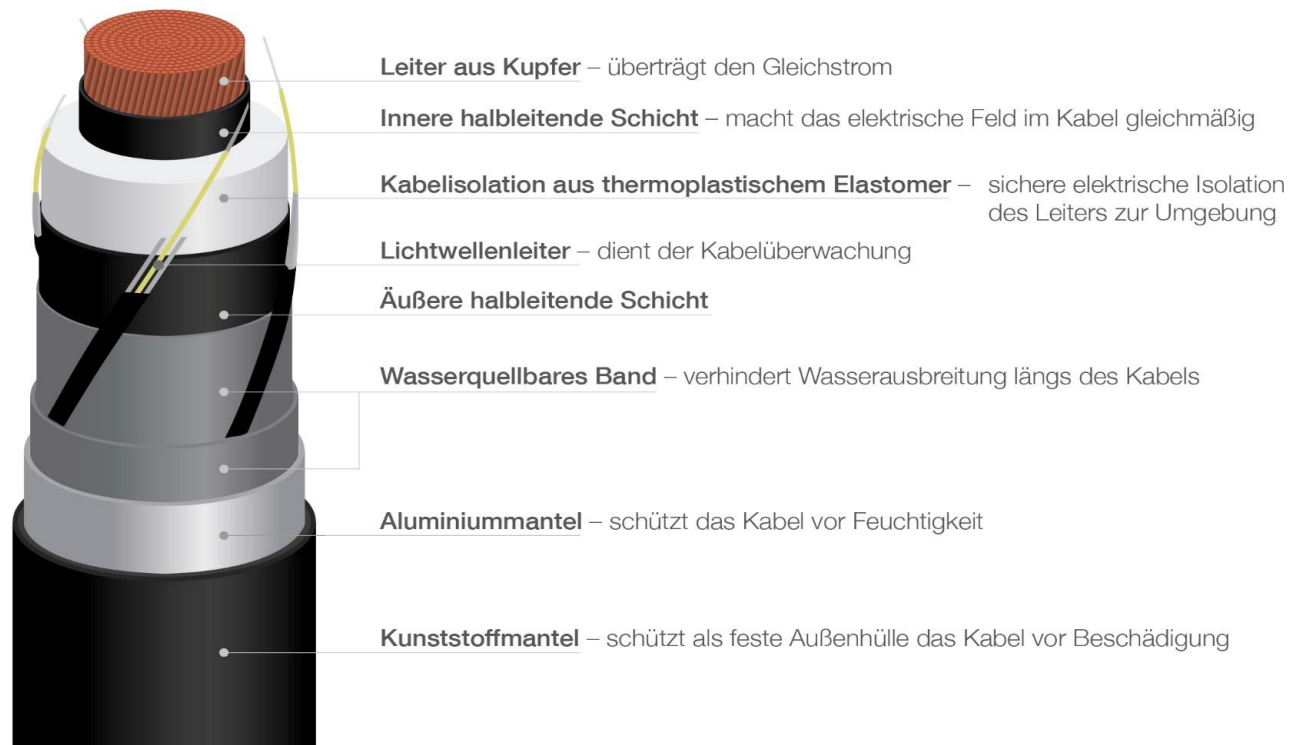 Leiter aus Kupfer – überträgt den Gleichstrom
Innere halbleitende Schicht – macht das elektrische Feld im Kabel gleichmäßig
Kabelisolation aus thermoplastischem Elastomer – sichere elektrische Isolation
des Leiters zur Umgebung
Lichtwellenleiter – dient der Kabelüberwachung
Äußere halbleitende Schicht
Wasserquellbares Band – verhindert Wasserausbreitung längs des Kabels
Aluminiummantel – schützt das Kabel vor Feuchtigkeit
Kunststoffmantel – schützt als feste Außenhülle das Kabel vor Beschädigung